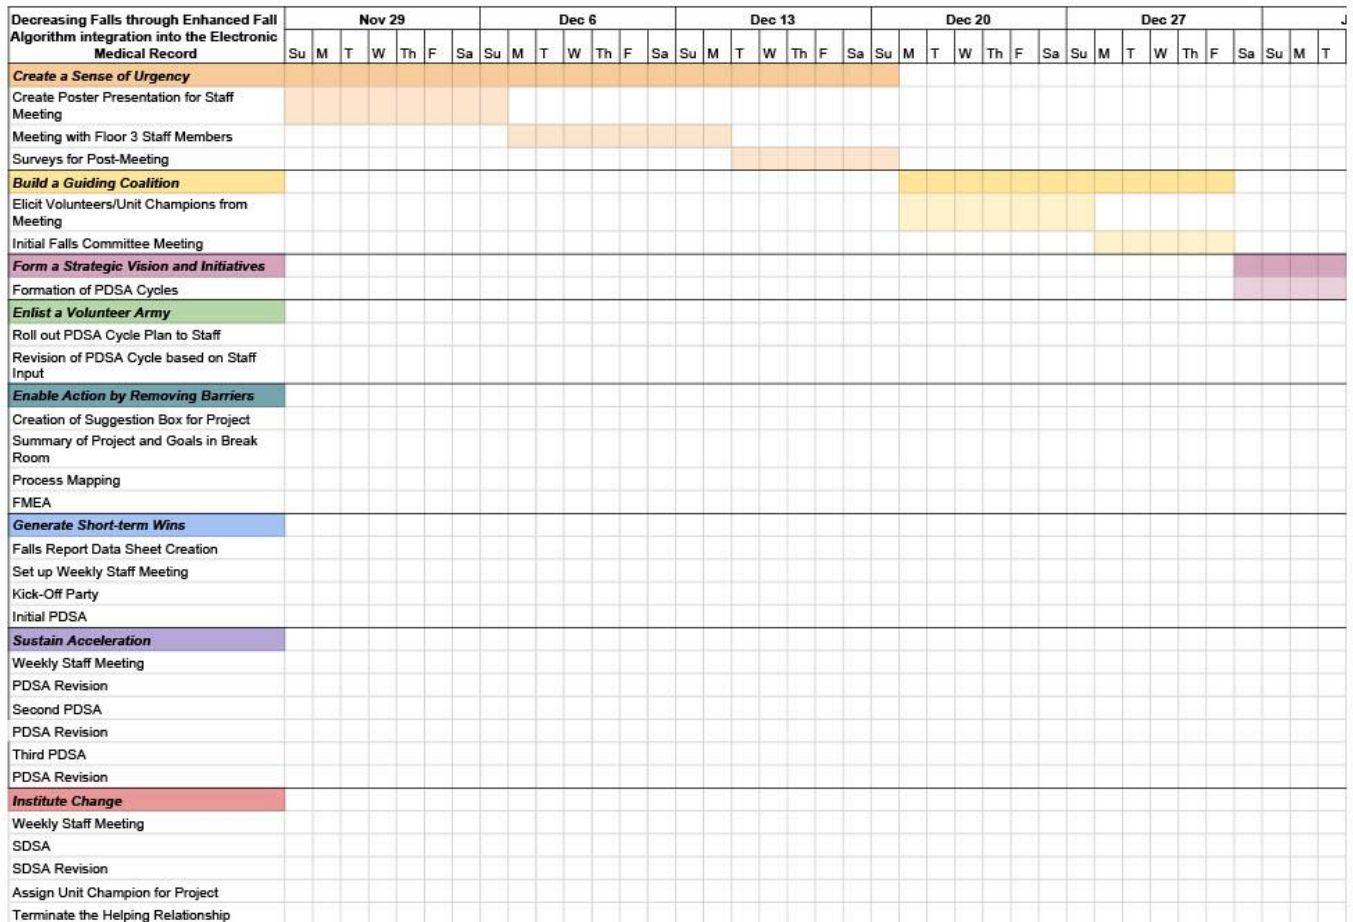 Decreasing Falls through Enhanced Fall
Algorithm integration into the Electronic
Medical Record
Nov 29 Dec 6 Dec 13 Dec 20 Dec 27 J
Su M T W Th F Sa Su M T W Th F Sa Su M T W Th F Sa Su M T W Th F Sa Su M T W Th F Sa Su M T
Create a Sense of Urgency
Create Poster Presentation for Staff
Meeting
Meeting with Floor 3 Staff Members
Surveys for Post-Meeting
Build a Guiding Coalition
Elicit Volunteers/Unit Champions from
Meeting
Initial Falls Committee Meeting
Form a Strategic Vision and Initiatives
Formation of PDSA Cycles
Enlist a Volunteer Army
Roll out PDSA Cycle Plan to Staff
Revision of PDSA Cycle based on Staff
Input
Enable Action by Removing Barriers
Creation of Suggestion Box for Project
Summary of Project and Goals in Break
Room
Process Mapping
FMEA
Generate Short-term Wins
Falls Report Data Sheet Creation
Set up Weekly Staff Meeting
Kick-Off Party
Initial PDSA
Sustain Acceleration
Weekly Staff Meeting
PDSA Revision
Second PDSA
PDSA Revision
Third PDSA
PDSA Revision
Institute Change
Weekly Staff Meeting
SDSA
SDSA Revision
Assign Unit Champion for Project
Terminate the Helping Relationship